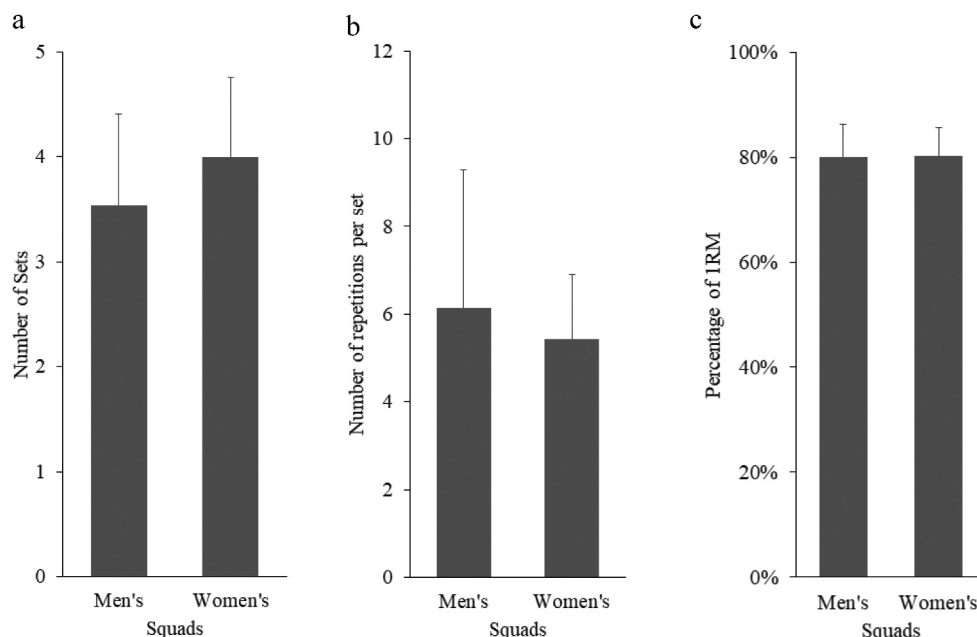 a
Number of Sets
5
4
3
2
1
0
Men's Women's
Squads
b
Number of repetitions per set
12
10
8
6
4
2
0
Men's Women's
Squads
c
Percentage of 1RM
100%
80%
60%
40%
20%
0%
Men's Women's
Squads